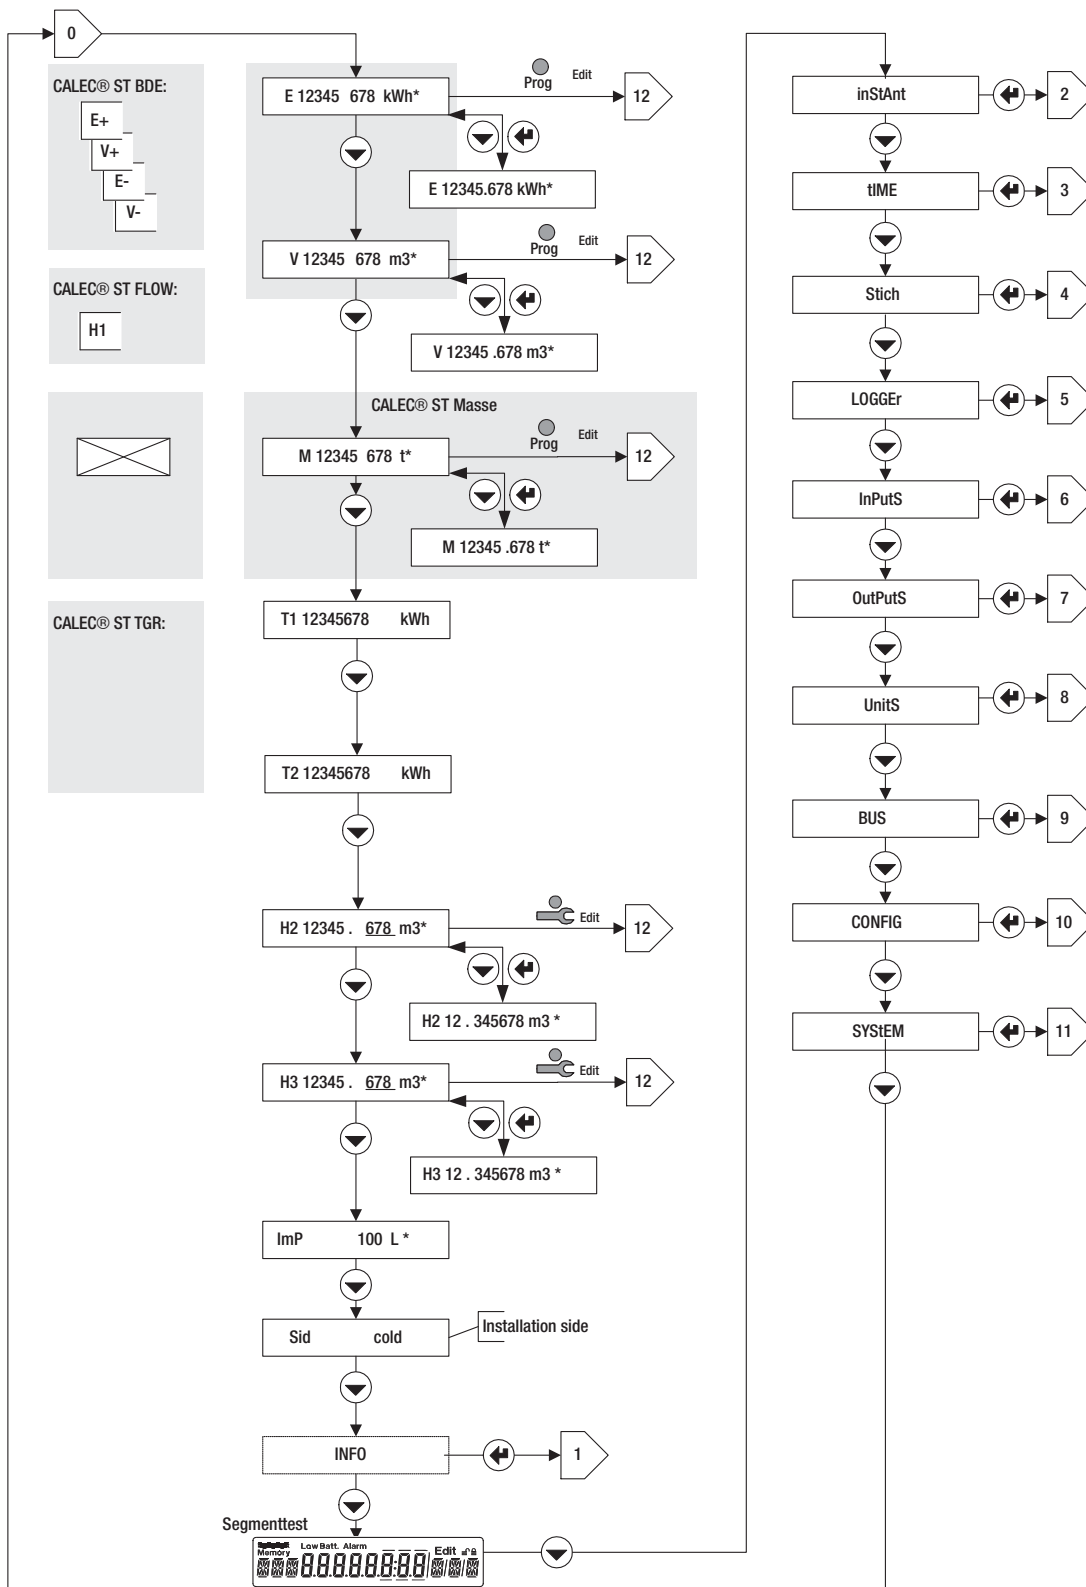 0
CALEC® ST BDE:
E+
V+
E-
V-
E 12345 678 kWh*
Prog
Edit
12
E 12345.678 kWh*
V 12345 678 m3*
Prog
Edit
12
V 12345 .678 m3*
CALEC® ST FLOW:
H1
CALEC® ST Masse
M 12345 678 t*
Prog
Edit
12
M 12345 .678 t*
CALEC® ST TGR:
T1 12345678 kWh
T2 12345678 kWh
H2 12345 . 678 m3*
Edit
12
H2 12 . 345678 m3 *
H3 12345 . 678 m3*
Edit
12
H3 12 . 345678 m3 *
ImP 100 L *
Sid cold
Installation side
INFO
1
Segmenttest
Memory Low Batt. Alarm Edit
inStAnt
2
tIME
3
Stich
4
LOGGEr
5
InPutS
6
OutPutS
7
UnitS
8
BUS
9
CONFIG
10
SYStEM
11